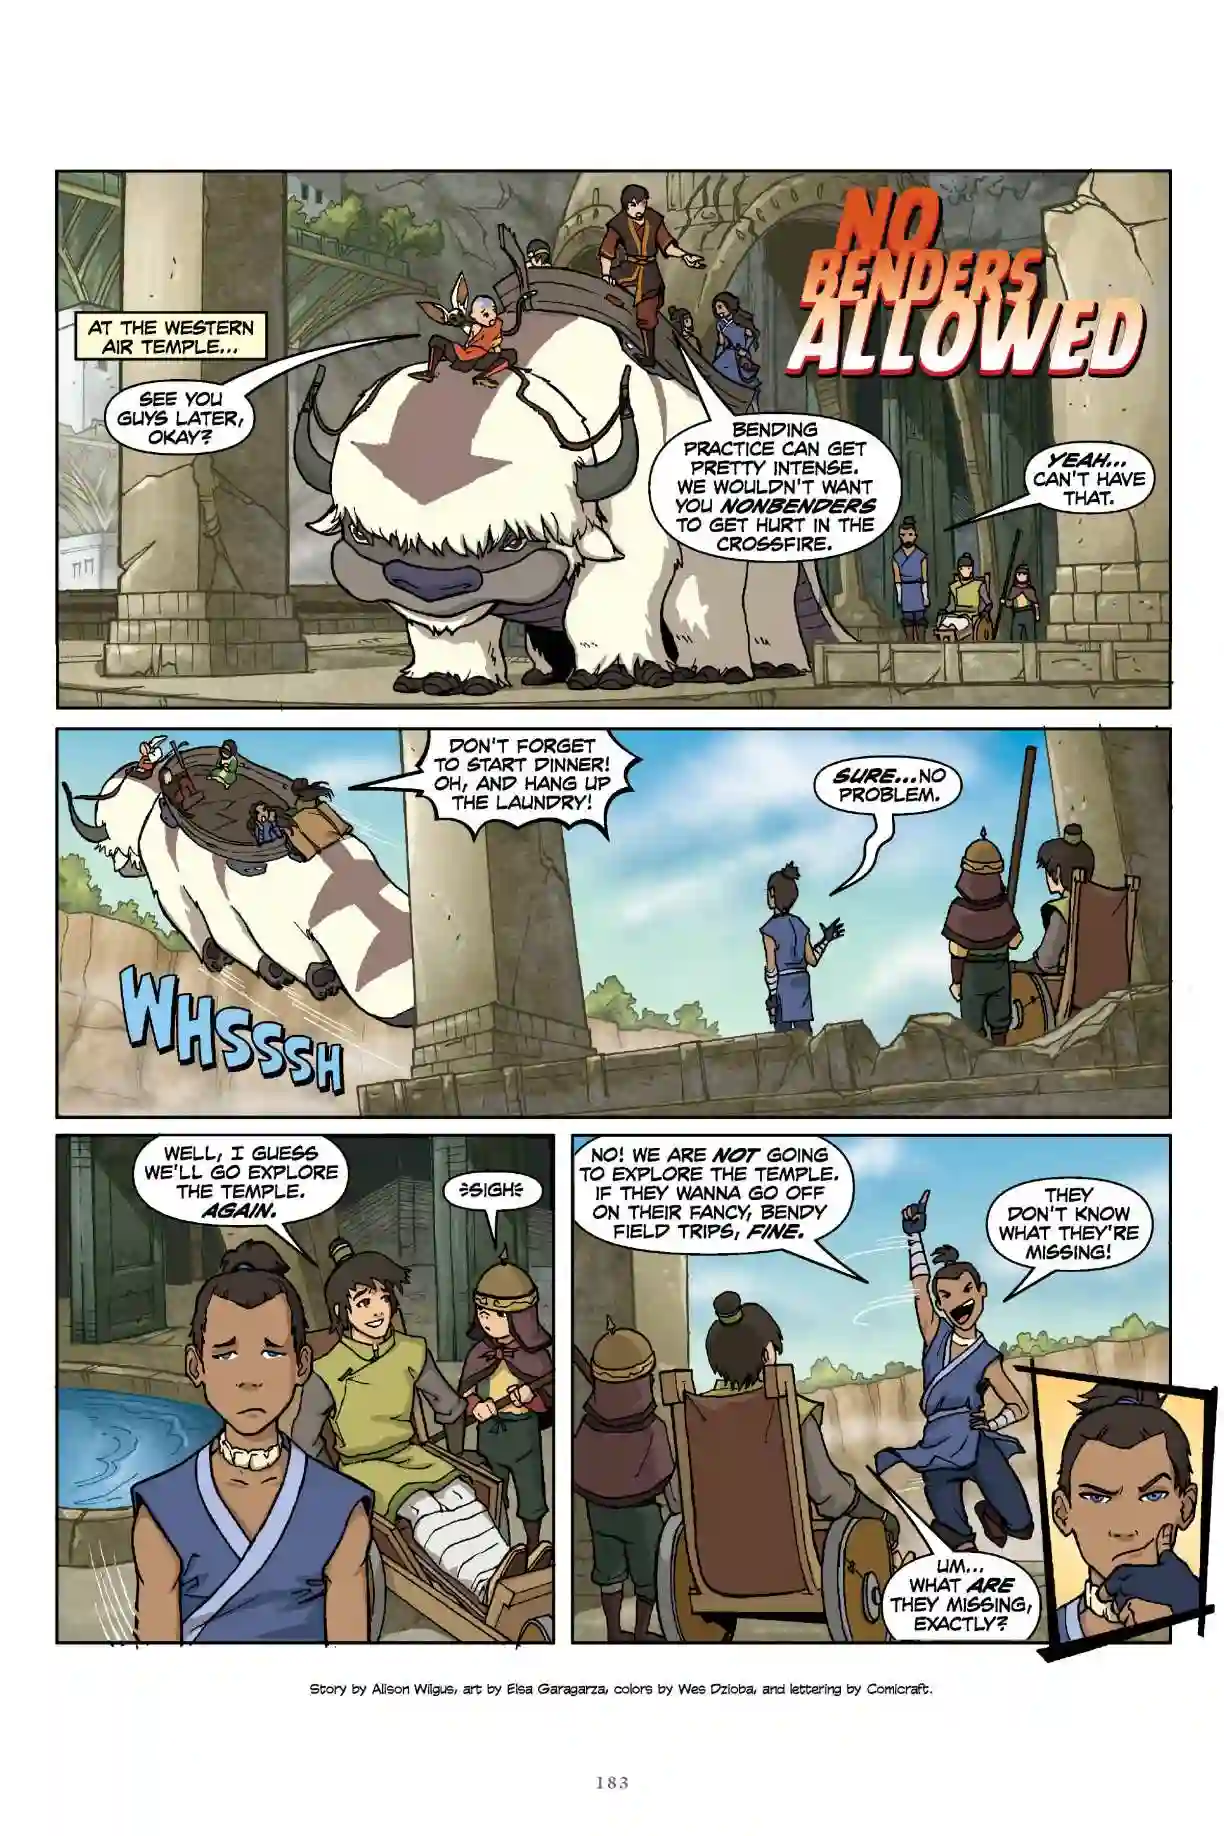 NO
BENDERS
ALLOWED
AT THE WESTERN
AIR TEMPLE...
SEE YOU
GUYS LATER,
OKAY?
BENDING
PRACTICE CAN GET
PRETTY INTENSE.
WE WOULDN'T WANT
YOU NONBENDERS
TO GET HURT IN THE
CROSSFIRE.
YEAH...
CAN'T HAVE
THAT.
DON'T FORGET
TO START DINNER!
OH, AND HANG UP
THE LAUNDRY!
SURE...NO
PROBLEM.
WHSSSH
WELL, I GUESS
WE'LL GO EXPLORE
THE TEMPLE.
AGAIN.
SIGH
NO! WE ARE NOT GOING
TO EXPLORE THE TEMPLE.
IF THEY WANNA GO OFF
ON THEIR FANCY, BENDY
FIELD TRIPS, FINE.
THEY
DON'T KNOW
WHAT THEY'RE
MISSING!
UM...
WHAT ARE
THEY MISSING,
EXACTLY?
Story by Alison Wilgus, art by Elsa Garagarza, colors by Wes Dzioba, and lettering by Comicraft.
183